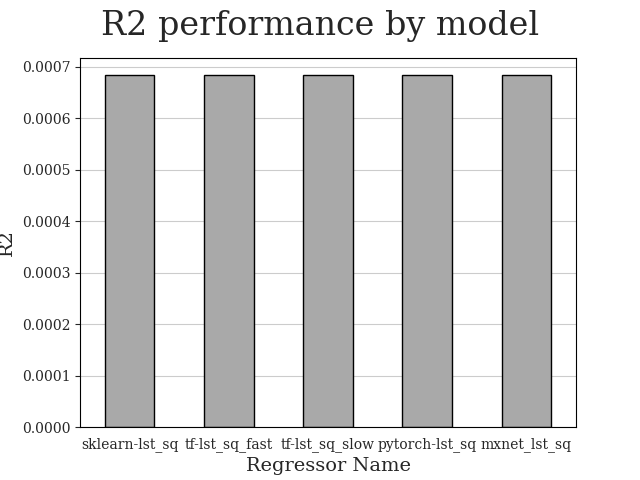 R2 performance by model
0.0007
0.0006
0.0005
0.0004
0.0003
0.0002
0.0001
0.0000
R2
sklearn-lst_sq tf-lst_sq_fast tf-lst_sq_slow pytorch-lst_sq mxnet_lst_sq
Regressor Name